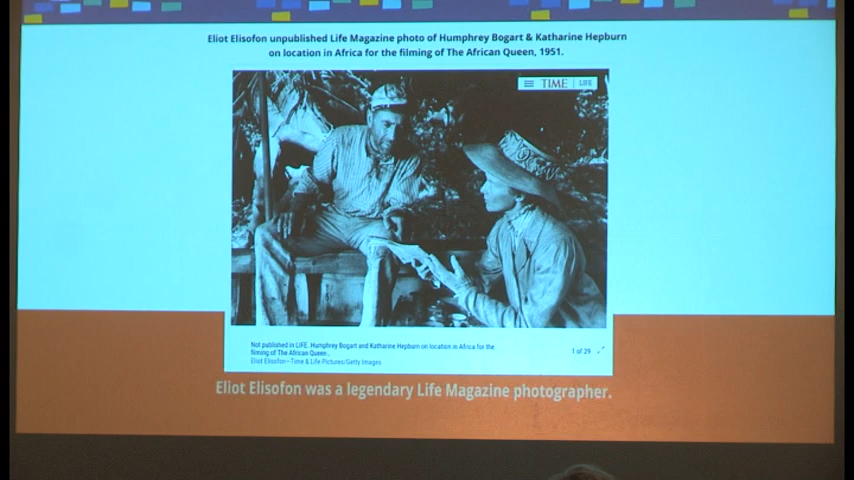 Eliot Elisofon unpublished Life Magazine photo of Humphrey Bogart & Katharine Hepburn
on location in Africa for the filming of The African Queen, 1951.
TIME | LIFE
Not published in LIFE. Humphrey Bogart and Katharine Hepburn on location in Africa for the
filming of The African Queen.
Eliot Elisofon—Time & Life Pictures/Getty Images
1 of 29
Eliot Elisofon was a legendary Life Magazine photographer.